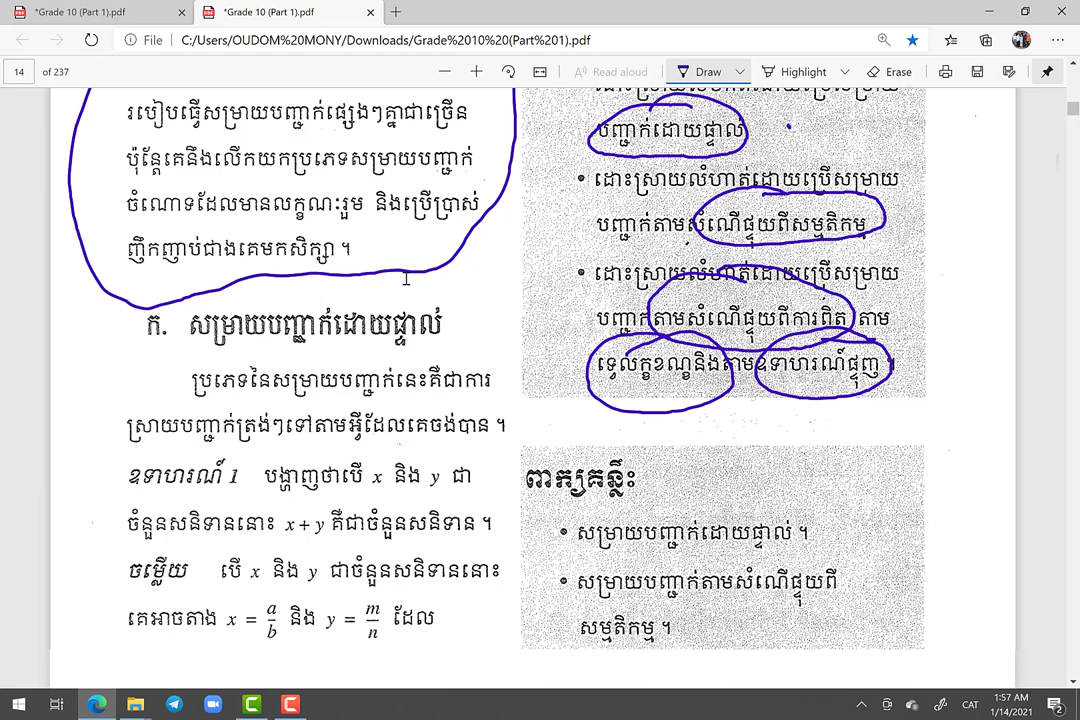 *Grade 10 (Part 1).pdf
*Grade 10 (Part 1).pdf
File
C:/Users/OUDOM%20MONY/Downloads/Grade%2010%20(Part%201).pdf
14 of 237
Read aloud
Draw
Highlight
Erase
របៀបធ្វើសម្រាយបញ្ជាក់ផ្សេងៗគ្នាជាច្រើន
ប៉ុន្តែគេនឹងលើកយកប្រភេទសម្រាយបញ្ជាក់
ចំណោទដែលមានលក្ខណៈរួម និងប្រើប្រាស់
ញឹកញាប់ជាងគេមកសិក្សា ។
ក. សម្រាយបញ្ជាក់ដោយផ្ទាល់
ប្រភេទនៃសម្រាយបញ្ជាក់នេះគឺជាការ
ស្រាយបញ្ជាក់ត្រង់ៗទៅតាមអ្វីដែលគេចង់បាន ។
ឧទាហរណ៍ 1 បង្ហាញថាបើ x និង y ជា
ចំនួនសនិទាននោះ x + y គឺជាចំនួនសនិទាន ។
ចម្លើយ បើ x និង y ជាចំនួនសនិទាននោះ
គេអាចតាង x = a/b និង y = m/n ដែល
ដោះស្រាយលំហាត់ដោយប្រើសម្រាយ
បញ្ជាក់ដោយផ្ទាល់
• ដោះស្រាយលំហាត់ដោយប្រើសម្រាយ
បញ្ជាក់តាមសំណើផ្ទុយពីសម្មតិកម្ម
• ដោះស្រាយលំហាត់ដោយប្រើសម្រាយ
បញ្ជាក់តាមសំណើផ្ទុយពីការពិត តាម
ទ្វេលក្ខខណ្ឌនិងតាមឧទាហរណ៍ផ្ទុញ ។
ពាក្យគន្លឹះ
• សម្រាយបញ្ជាក់ដោយផ្ទាល់ ។
• សម្រាយបញ្ជាក់តាមសំណើផ្ទុយពី
សម្មតិកម្ម ។
CAT
1:57 AM
1/14/2021
2